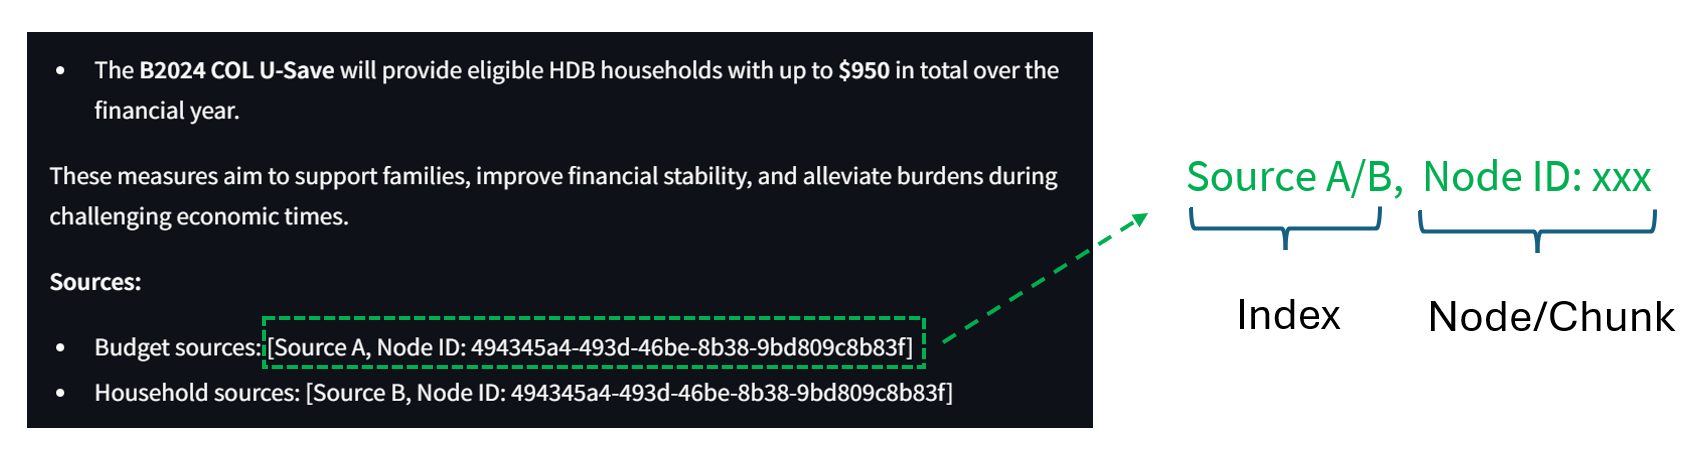 • The B2024 COL U-Save will provide eligible HDB households with up to $950 in total over the
financial year.
These measures aim to support families, improve financial stability, and alleviate burdens during
challenging economic times.
Sources:
• Budget sources: [Source A, Node ID: 494345a4-493d-46be-8b38-9bd809c8b83f]
• Household sources: [Source B, Node ID: 494345a4-493d-46be-8b38-9bd809c8b83f]
Source A/B, Node ID: xxx
Index
Node/Chunk